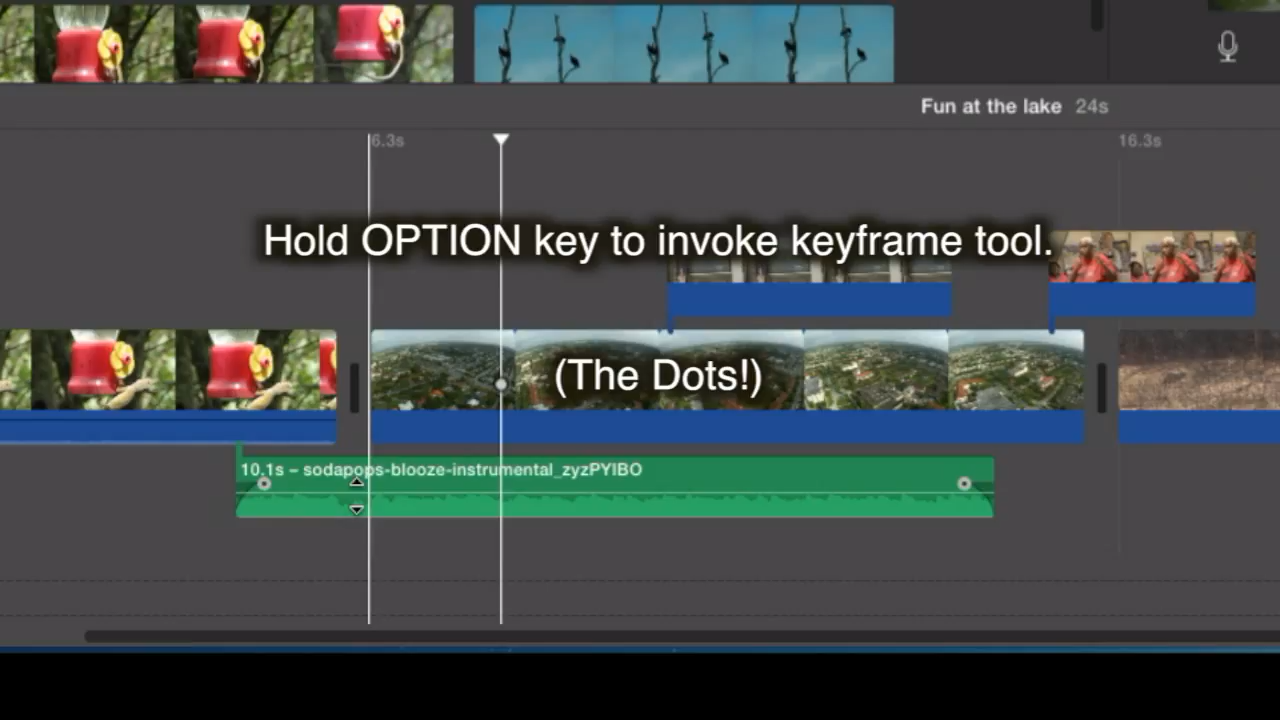 Fun at the lake 24s
6.3s
16.3s
Hold OPTION key to invoke keyframe tool.
(The Dots!)
10.1s – sodapops-blooze-instrumental_zyzPYIBO